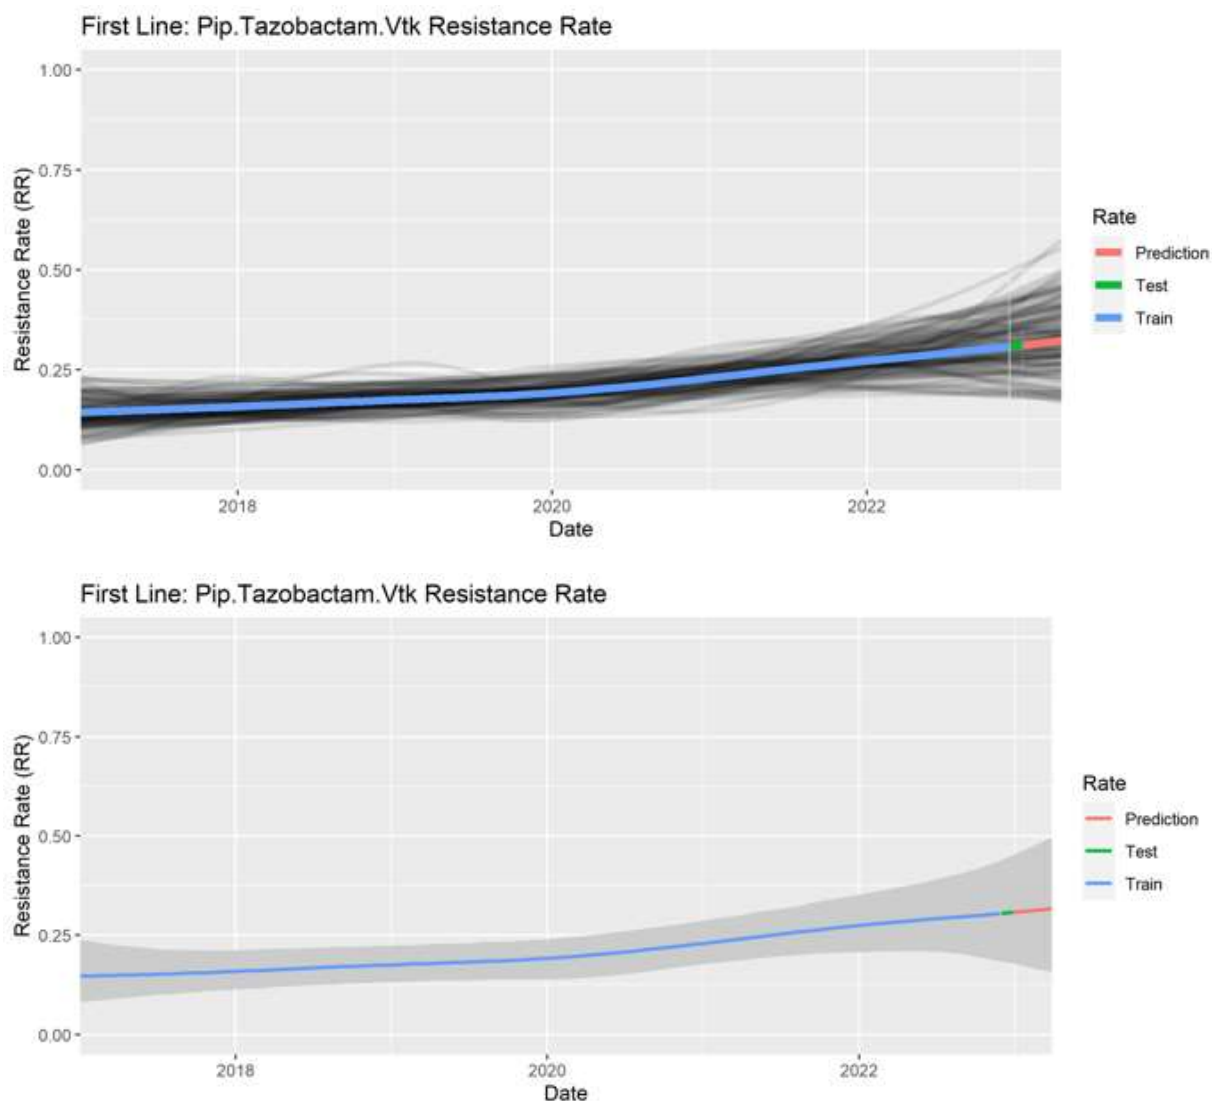 First Line: Pip.Tazobactam.Vtk Resistance Rate
1.00
0.75
0.50
0.25
0.00
Resistance Rate (RR)
2018
2020
2022
Date
Rate
Prediction
Test
Train
First Line: Pip.Tazobactam.Vtk Resistance Rate
1.00
0.75
0.50
0.25
0.00
Resistance Rate (RR)
2018
2020
2022
Date
Rate
Prediction
Test
Train